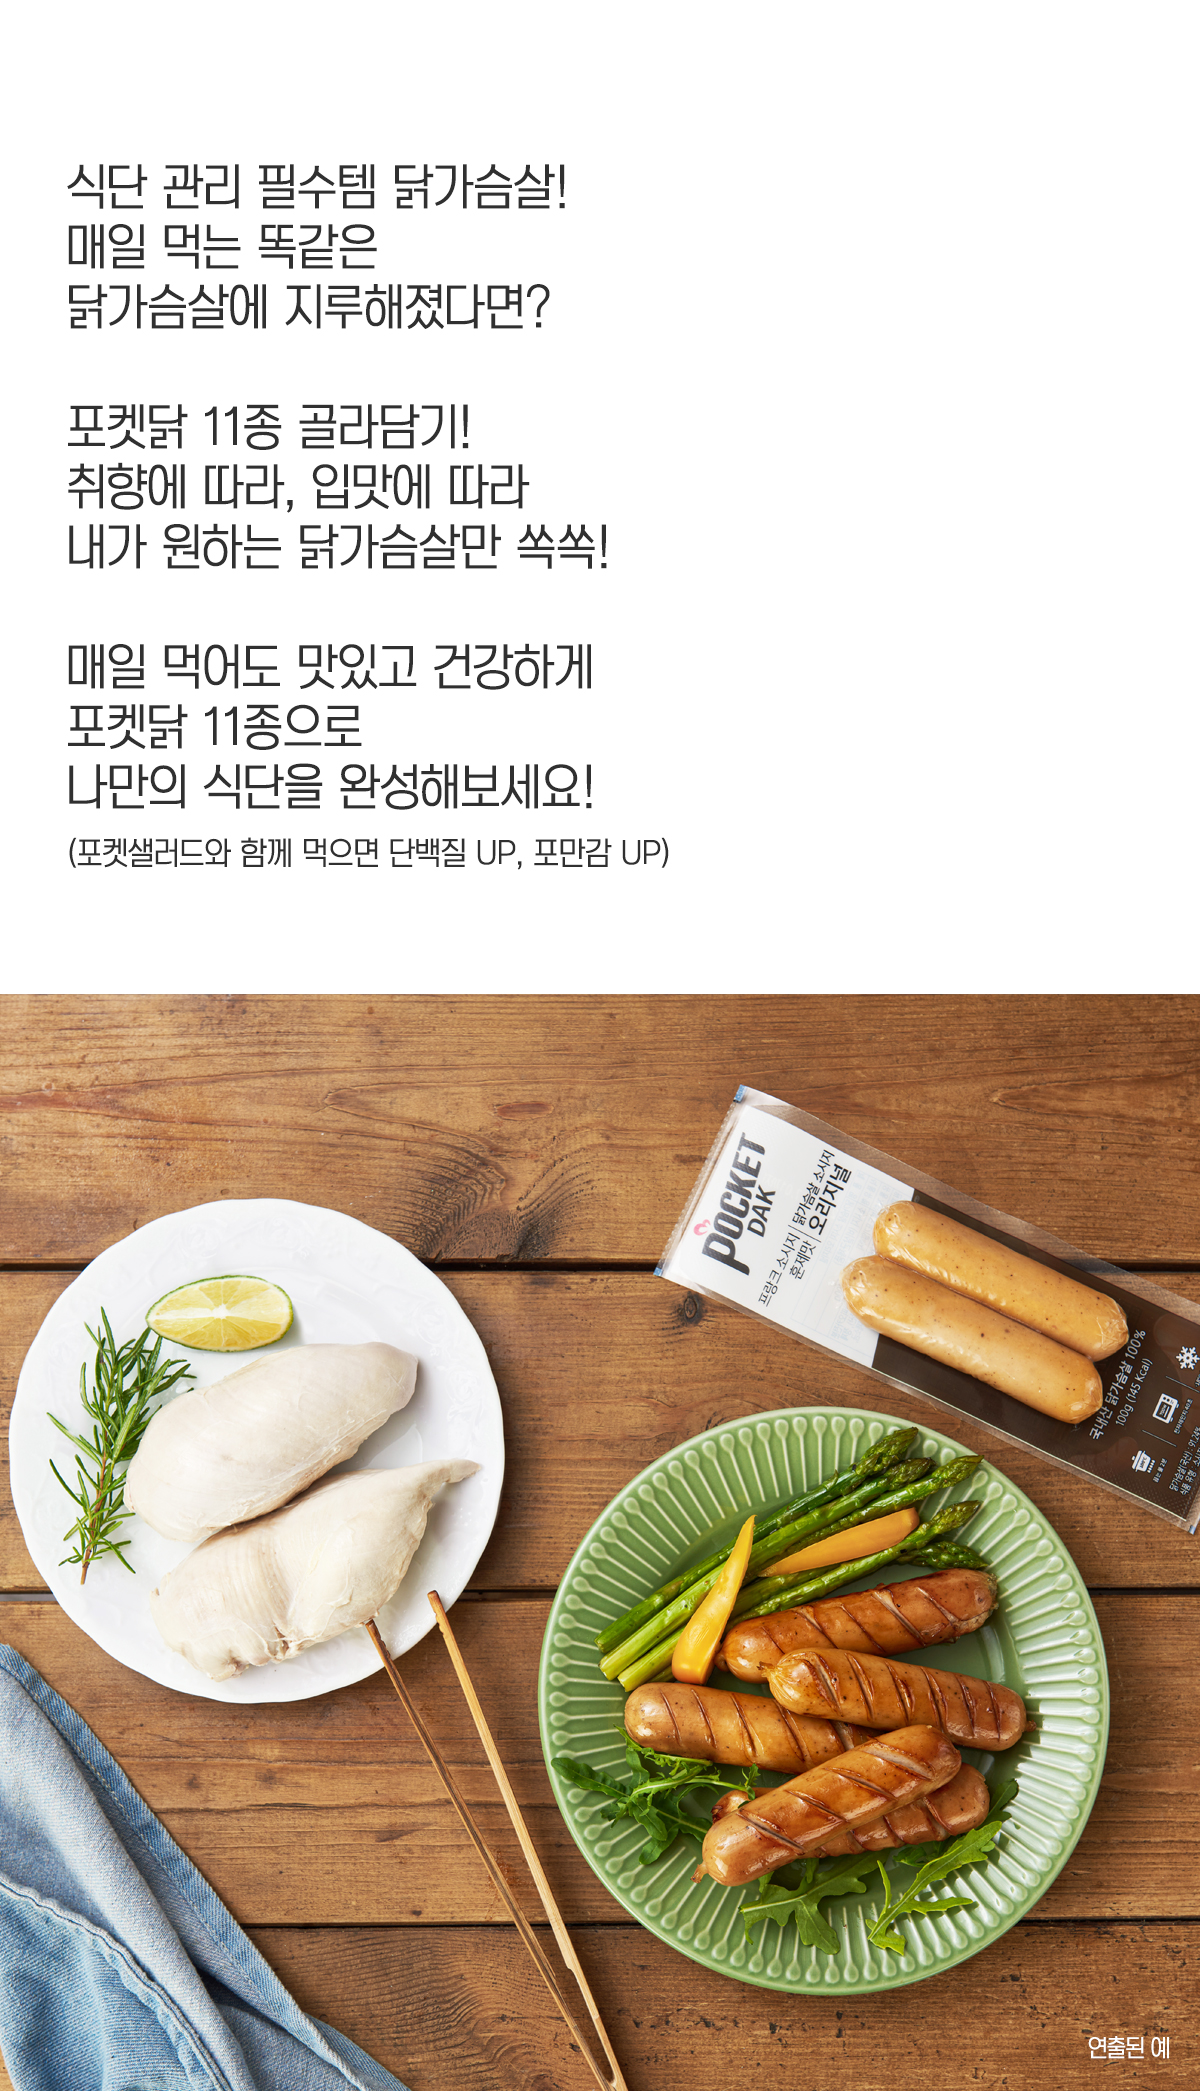 식단 관리 필수템 닭가슴살!
매일 먹는 똑같은
닭가슴살에 지루해졌다면?
포켓닭 11종 골라담기!
취향에 따라, 입맛에 따라
내가 원하는 닭가슴살만 쏙쏙!
매일 먹어도 맛있고 건강하게
포켓닭 11종으로
나만의 식단을 완성해보세요!
(포켓샐러드와 함께 먹으면 단백질 UP, 포만감 UP)
POCKET
DAK
프랑크 소시지 닭가슴살 소시지
훈제맛 오리지널
국내산 닭가슴살 100%
100g (145 Kcal)
연출된 예